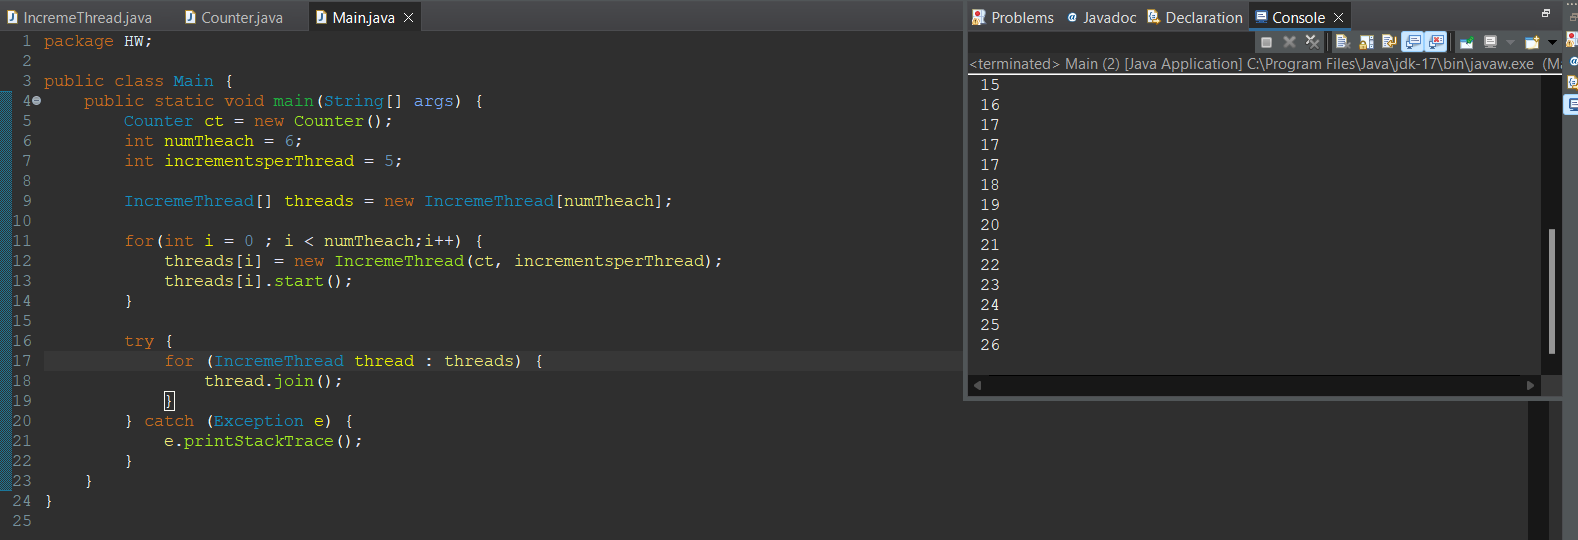 IncremeThread.java Counter.java Main.java
1 package HW;
2
3 public class Main {
4 public static void main(String[] args) {
5 Counter ct = new Counter();
6 int numTheach = 6;
7 int incrementsperThread = 5;
8
9 IncremeThread[] threads = new IncremeThread[numTheach];
10
11 for(int i = 0 ; i < numTheach;i++) {
12 threads[i] = new IncremeThread(ct, incrementsperThread);
13 threads[i].start();
14 }
15
16 try {
17 for (IncremeThread thread : threads) {
18 thread.join();
19 }
20 } catch (Exception e) {
21 e.printStackTrace();
22 }
23 }
24 }
25
Problems Javadoc Declaration Console
<terminated> Main (2) [Java Application] C:\Program Files\Java\jdk-17\bin\javaw.exe (Ma
15
16
17
17
17
18
19
20
21
22
23
24
25
26